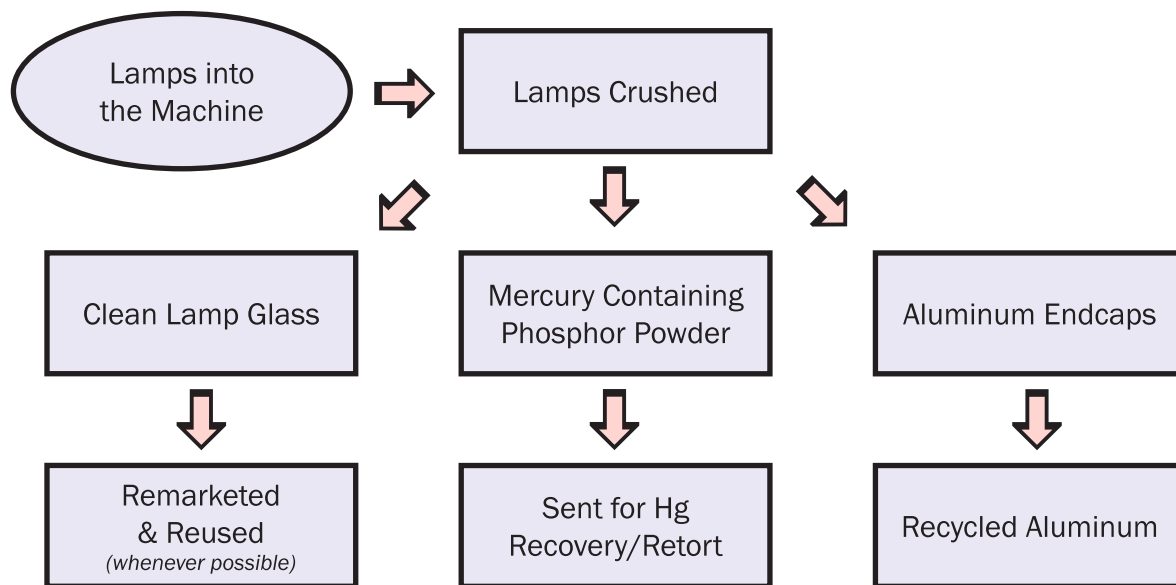 Lamps into
the Machine
Lamps Crushed
Clean Lamp Glass
Mercury Containing
Phosphor Powder
Aluminum Endcaps
Remarketed
& Reused
(whenever possible)
Sent for Hg
Recovery/Retort
Recycled Aluminum